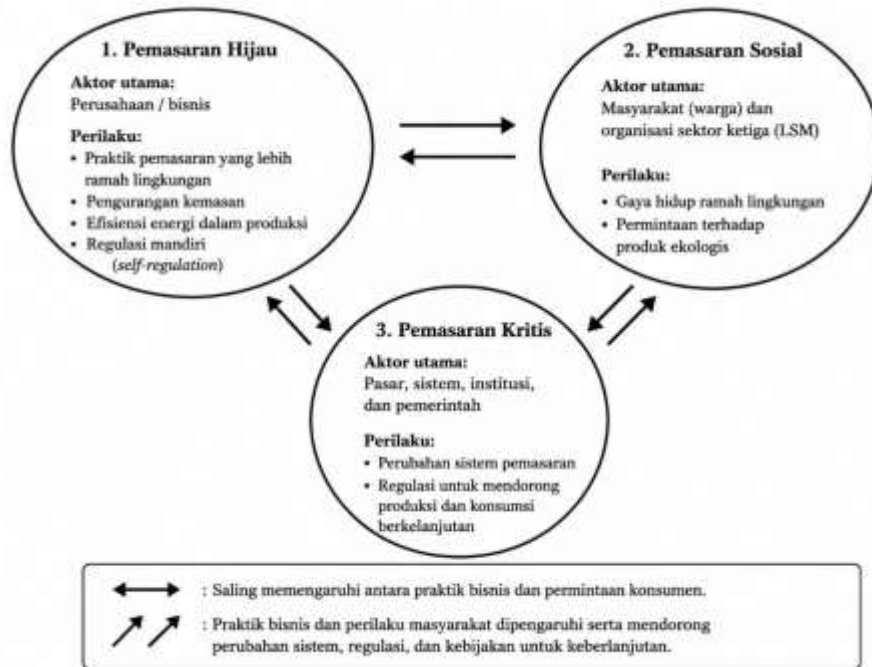 1. Pemasaran Hijau
Aktor utama:
Perusahaan / bisnis
Perilaku:
• Praktik pemasaran yang lebih
ramah lingkungan
• Pengurangan kemasan
• Efisiensi energi dalam produksi
• Regulasi mandiri
(self-regulation)
2. Pemasaran Sosial
Aktor utama:
Masyarakat (warga) dan
organisasi sektor ketiga (LSM)
Perilaku:
• Gaya hidup ramah lingkungan
• Permintaan terhadap
produk ekologis
3. Pemasaran Kritis
Aktor utama:
Pasar, sistem, institusi,
dan pemerintah
Perilaku:
• Perubahan sistem pemasaran
• Regulasi untuk mendorong
produksi dan konsumsi
berkelanjutan
: Saling memengaruhi antara praktik bisnis dan permintaan konsumen.
: Praktik bisnis dan perilaku masyarakat dipengaruhi serta mendorong
perubahan sistem, regulasi, dan kebijakan untuk keberlanjutan.